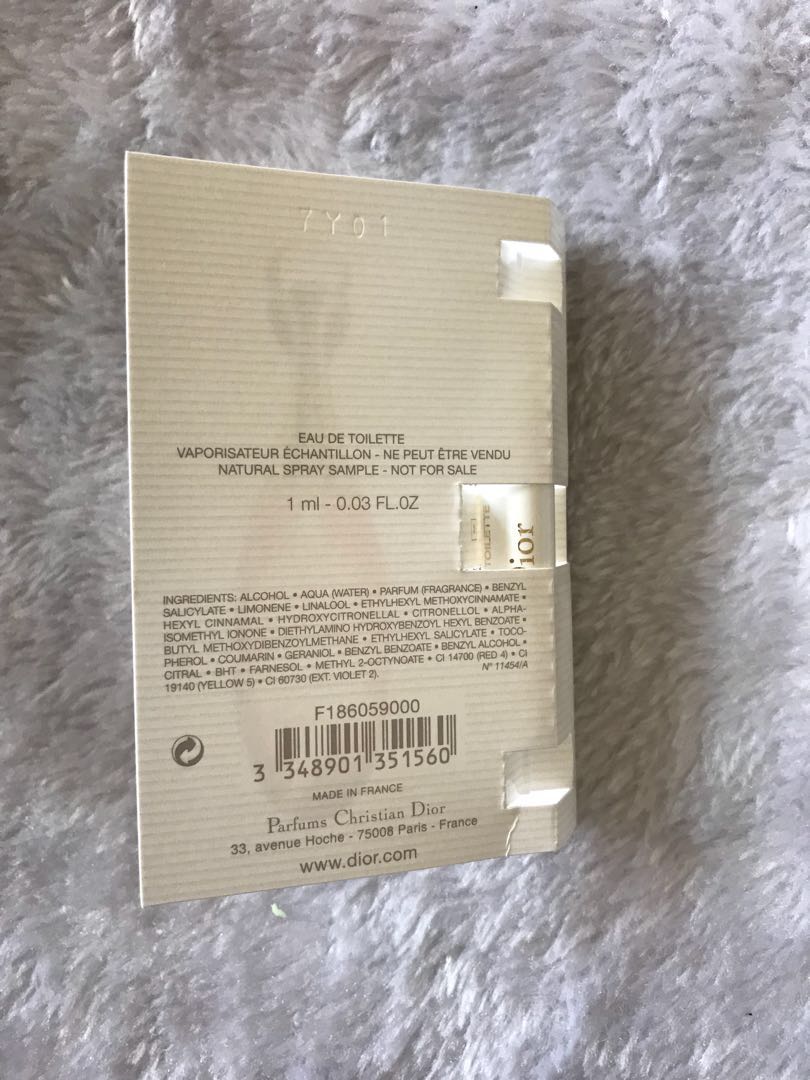 7Y01
EAU DE TOILETTE
VAPORISATEUR ÉCHANTILLON - NE PEUT ÊTRE VENDU
NATURAL SPRAY SAMPLE - NOT FOR SALE
1 ml - 0.03 FL.OZ
TOILETTE
Dior
INGREDIENTS: ALCOHOL • AQUA (WATER) • PARFUM (FRAGRANCE) • BENZYL
SALICYLATE • LIMONENE • LINALOOL • ETHYLHEXYL METHOXYCINNAMATE •
HEXYL CINNAMAL • HYDROXYCITRONELLAL • CITRONELLOL • ALPHA-
ISOMETHYL IONONE • DIETHYLAMINO HYDROXYBENZOYL HEXYL BENZOATE •
BUTYL METHOXYDIBENZOYLMETHANE • ETHYLHEXYL SALICYLATE • TOCO-
PHEROL • COUMARIN • GERANIOL • BENZYL BENZOATE • BENZYL ALCOHOL •
CITRAL • BHT • FARNESOL • METHYL 2-OCTYNOATE • CI 14700 (RED 4) • CI
19140 (YELLOW 5) • CI 60730 (EXT. VIOLET 2). N° 11454/A
F186059000
3 348901 351560
MADE IN FRANCE
Parfums Christian Dior
33, avenue Hoche - 75008 Paris - France
www.dior.com